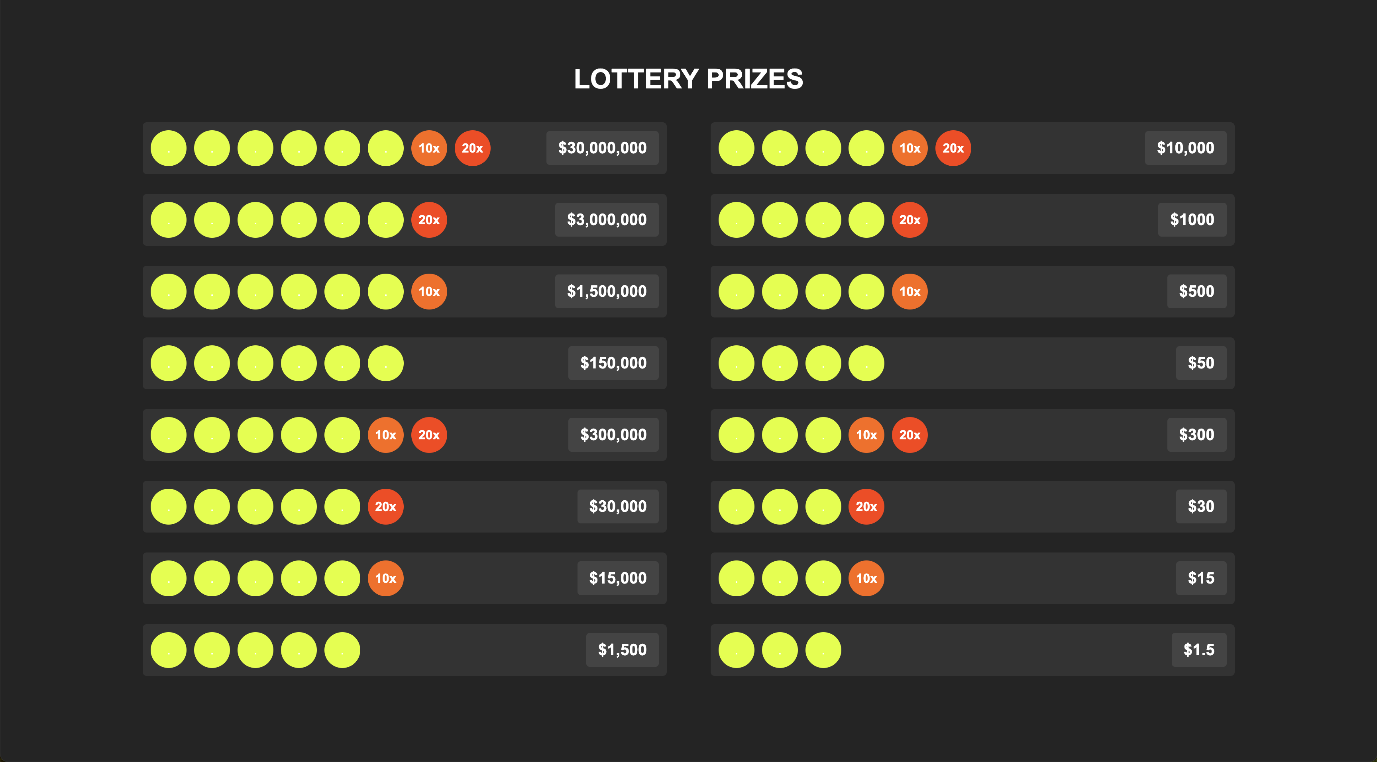 LOTTERY PRIZES
10x 20x $30,000,000
20x $3,000,000
10x $1,500,000
$150,000
10x 20x $300,000
20x $30,000
10x $15,000
$1,500
10x 20x $10,000
20x $1000
10x $500
$50
10x 20x $300
20x $30
10x $15
$1.5